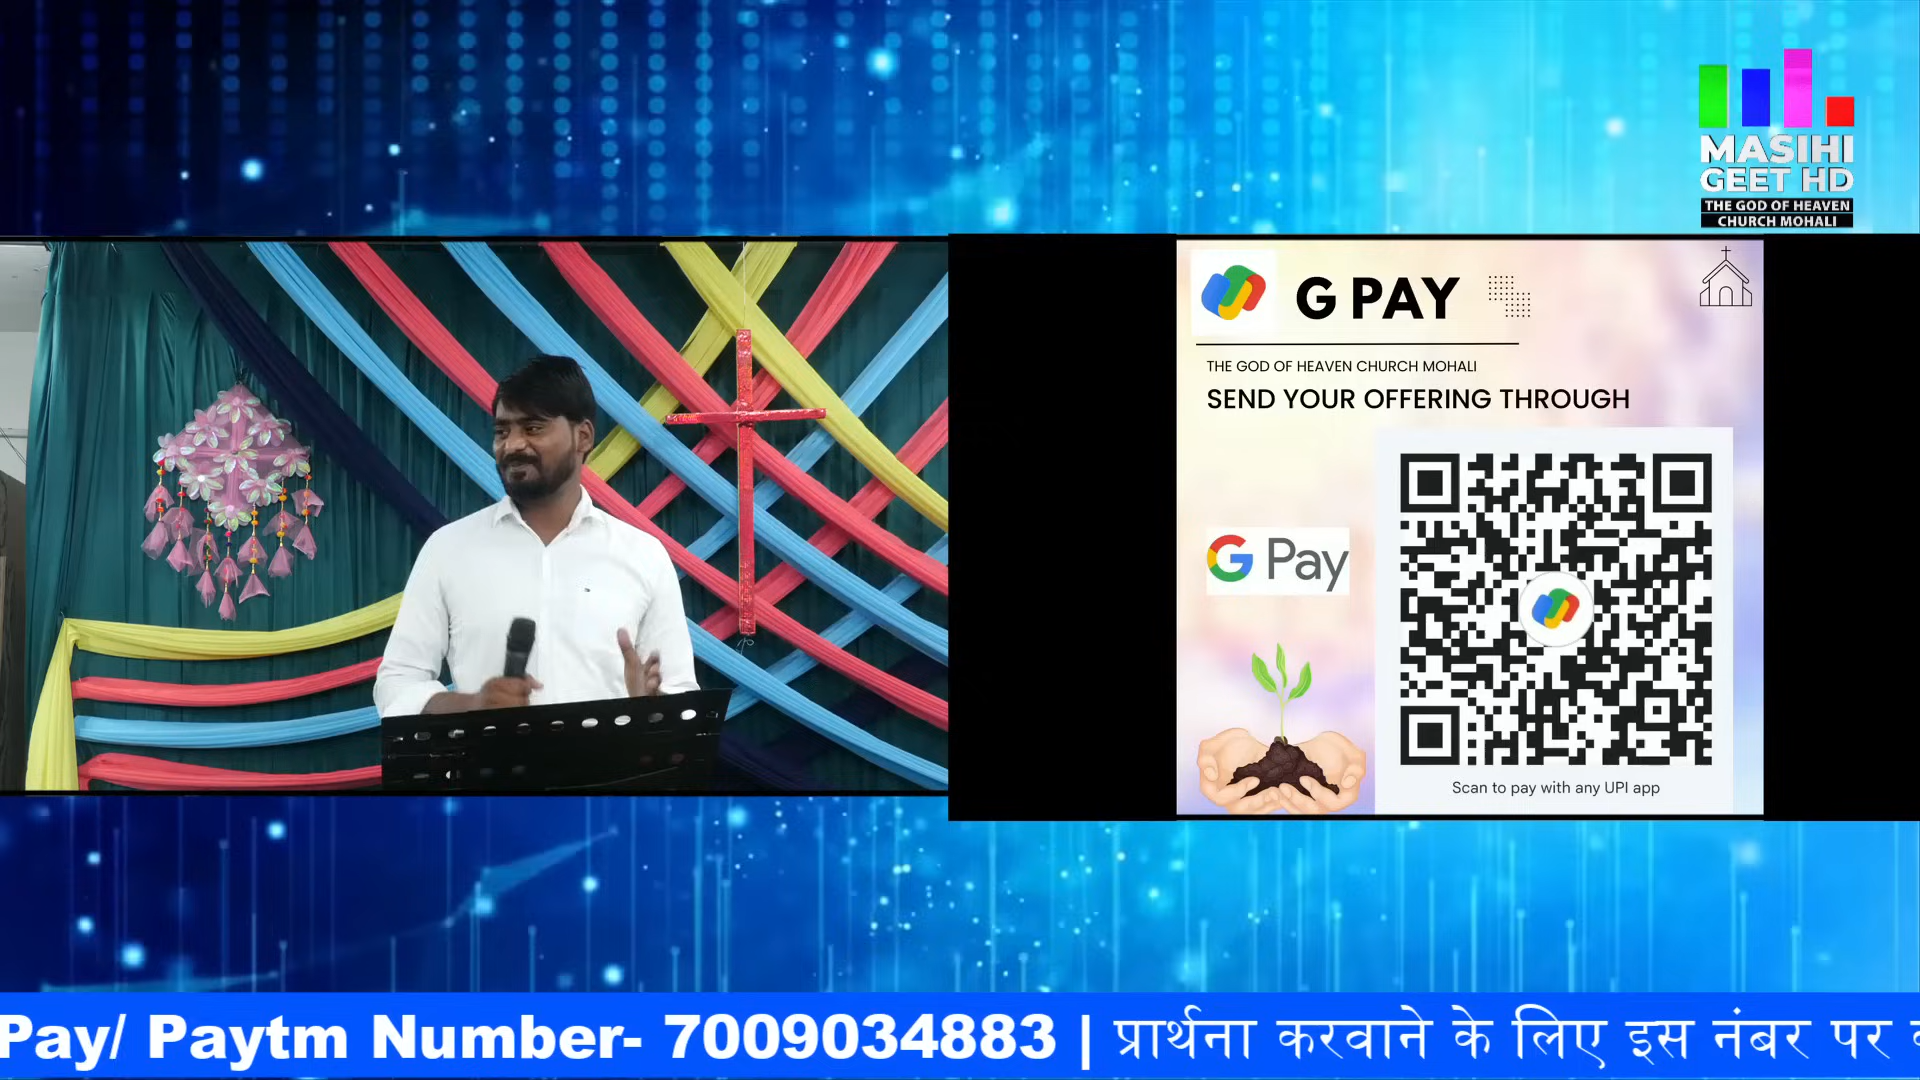 MASIHI
GEET HD
THE GOD OF HEAVEN
CHURCH MOHALI
G PAY
THE GOD OF HEAVEN CHURCH MOHALI
SEND YOUR OFFERING THROUGH
G Pay
Scan to pay with any UPI app
Pay/ Paytm Number- 7009034883 | प्रार्थना करवाने के लिए इस नंबर पर